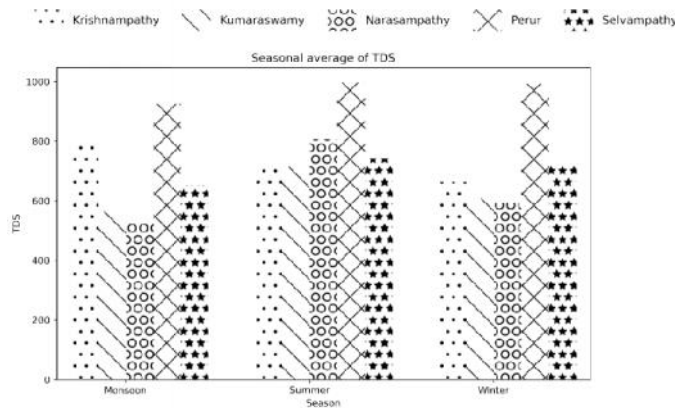 Krishnampathy Kumaraswamy Narasampathy Perur Selvampathy
Seasonal average of TDS
1000
800
600
400
200
0
TDS
Monsoon Summer Winter
Season